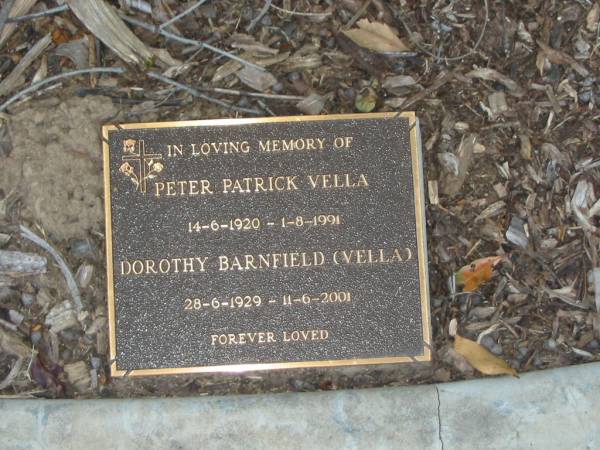 IN LOVING MEMORY OF
PETER PATRICK VELLA
14-6-1920 - 1-8-1991
DOROTHY BARNFIELD (VELLA)
28-6-1929 - 11-6-2001
FOREVER LOVED